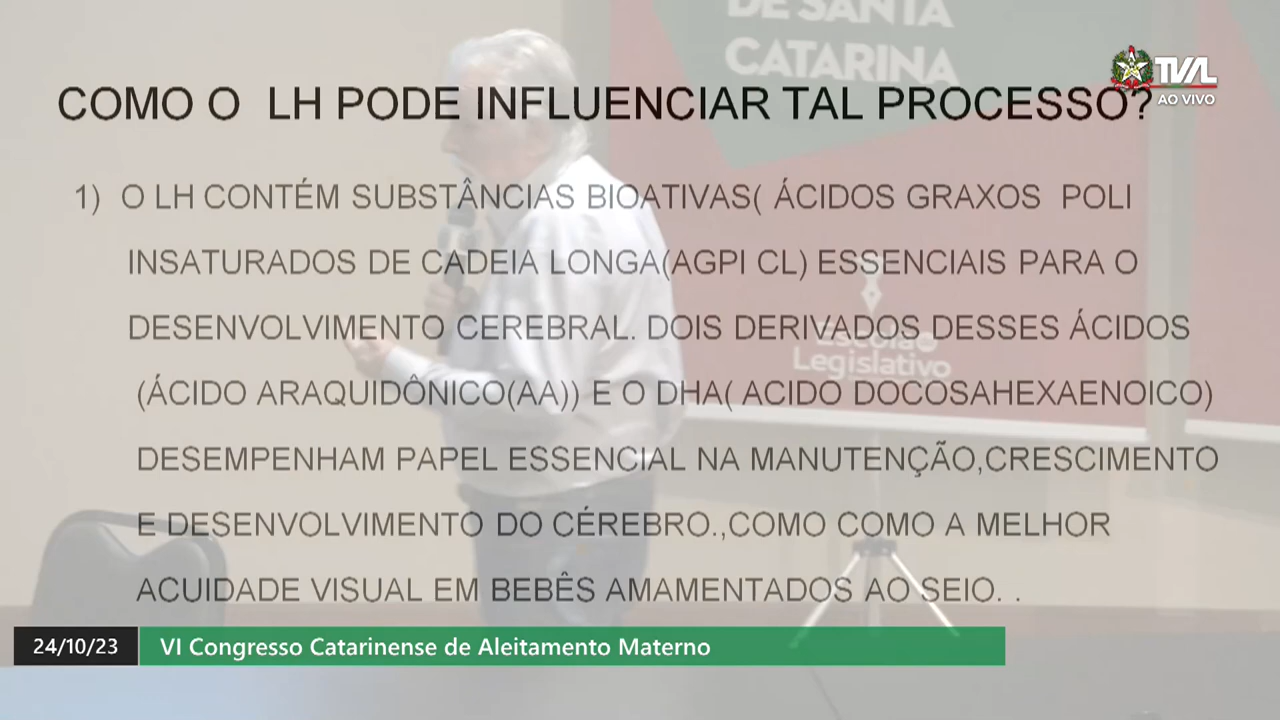 DE SANTA
CATARINA
TVAL
AO VIVO
COMO O LH PODE INFLUENCIAR TAL PROCESSO?
1) O LH CONTÉM SUBSTÂNCIAS BIOATIVAS( ÁCIDOS GRAXOS POLI
INSATURADOS DE CADEIA LONGA(AGPI CL) ESSENCIAIS PARA O
DESENVOLVIMENTO CEREBRAL. DOIS DERIVADOS DESSES ÁCIDOS
(ÁCIDO ARAQUIDÔNICO(AA)) E O DHA( ACIDO DOCOSAHEXAENOICO)
DESEMPENHAM PAPEL ESSENCIAL NA MANUTENÇÃO,CRESCIMENTO
E DESENVOLVIMENTO DO CÉREBRO.,COMO COMO A MELHOR
ACUIDADE VISUAL EM BEBÊS AMAMENTADOS AO SEIO. .
Escola do
Legislativo
24/10/23
VI Congresso Catarinense de Aleitamento Materno